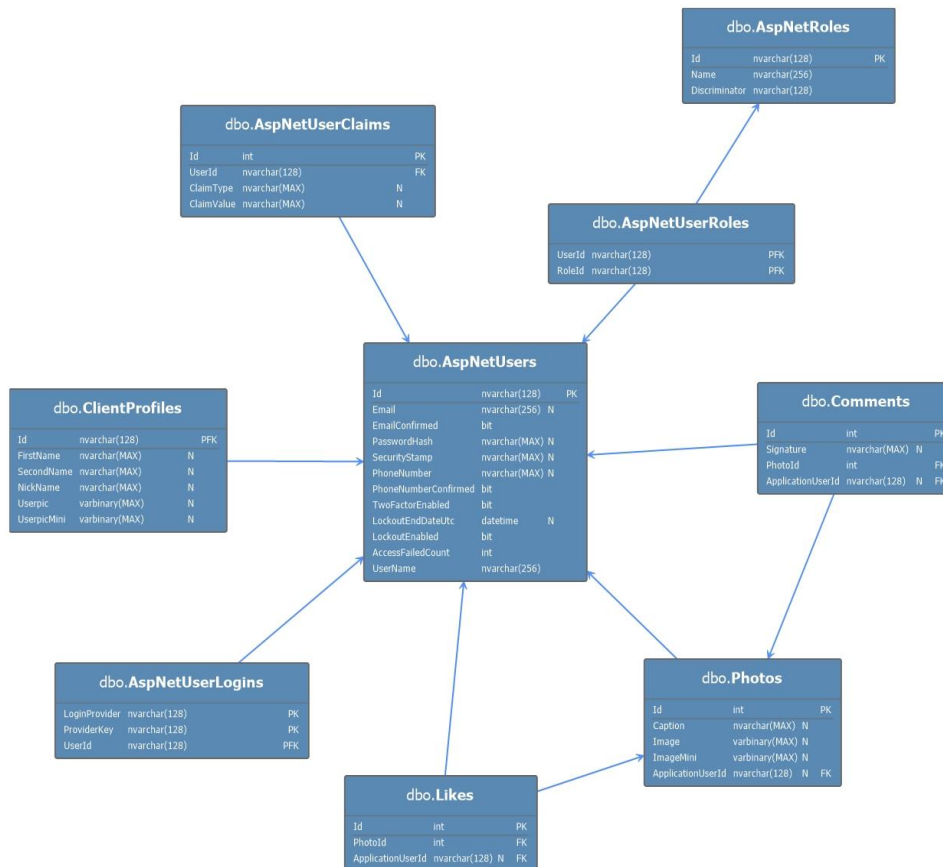 dbo.AspNetRoles
Id nvarchar(128) PK
Name nvarchar(256)
Discriminator nvarchar(128)
dbo.AspNetUserClaims
Id int PK
UserId nvarchar(128) FK
ClaimType nvarchar(MAX) N
ClaimValue nvarchar(MAX) N
dbo.AspNetUserRoles
UserId nvarchar(128) PFK
RoleId nvarchar(128) PFK
dbo.AspNetUsers
Id nvarchar(128) PK
Email nvarchar(256) N
EmailConfirmed bit
PasswordHash nvarchar(MAX) N
SecurityStamp nvarchar(MAX) N
PhoneNumber nvarchar(MAX) N
PhoneNumberConfirmed bit
TwoFactorEnabled bit
LockoutEndDateUtc datetime N
LockoutEnabled bit
AccessFailedCount int
UserName nvarchar(256)
dbo.ClientProfiles
Id nvarchar(128) PFK
FirstName nvarchar(MAX) N
SecondName nvarchar(MAX) N
NickName nvarchar(MAX) N
Userpic varbinary(MAX) N
UserpicMini varbinary(MAX) N
dbo.Comments
Id int PK
Signature nvarchar(MAX) N
PhotoId int FK
ApplicationUserId nvarchar(128) N FK
dbo.AspNetUserLogins
LoginProvider nvarchar(128) PK
ProviderKey nvarchar(128) PK
UserId nvarchar(128) PFK
dbo.Photos
Id int PK
Caption nvarchar(MAX) N
Image varbinary(MAX) N
ImageMini varbinary(MAX) N
ApplicationUserId nvarchar(128) N FK
dbo.Likes
Id int PK
PhotoId int FK
ApplicationUserId nvarchar(128) N FK